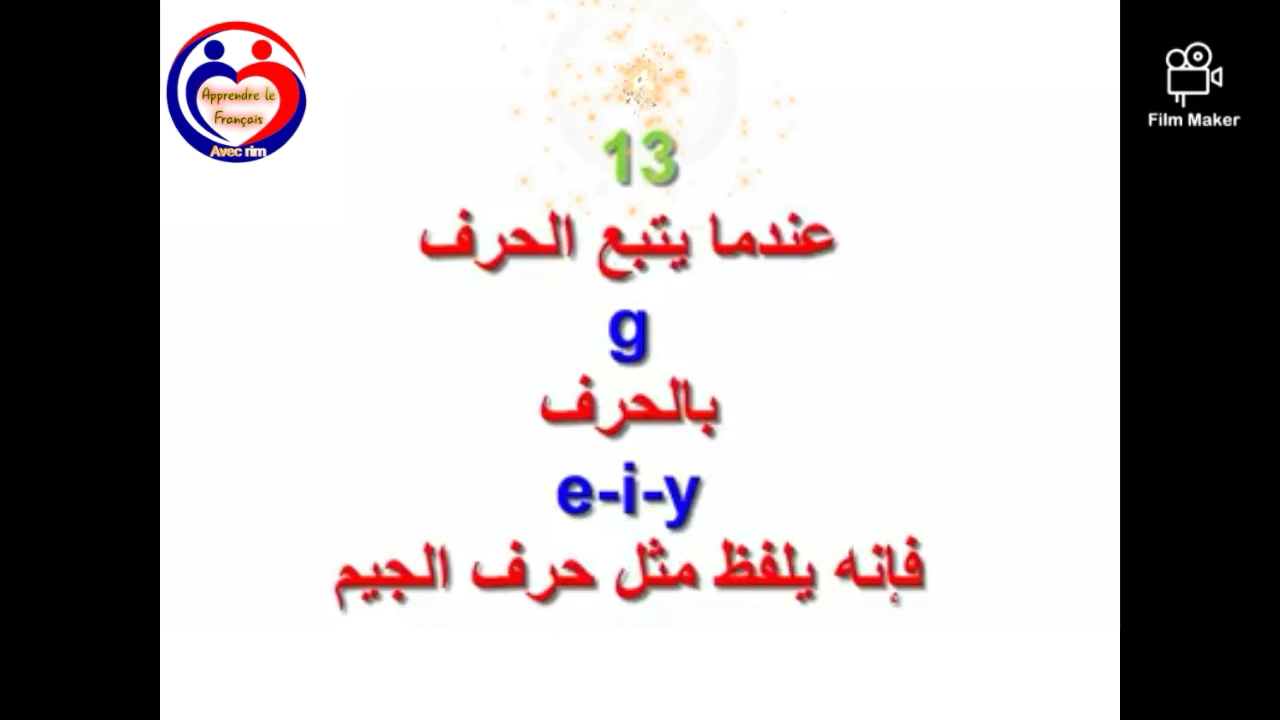 Apprendre le
Français
Avec rim
Film Maker
13
عندما يتبع الحرف
g
بالحرف
e-i-y
فإنه يلفظ مثل حرف الجيم